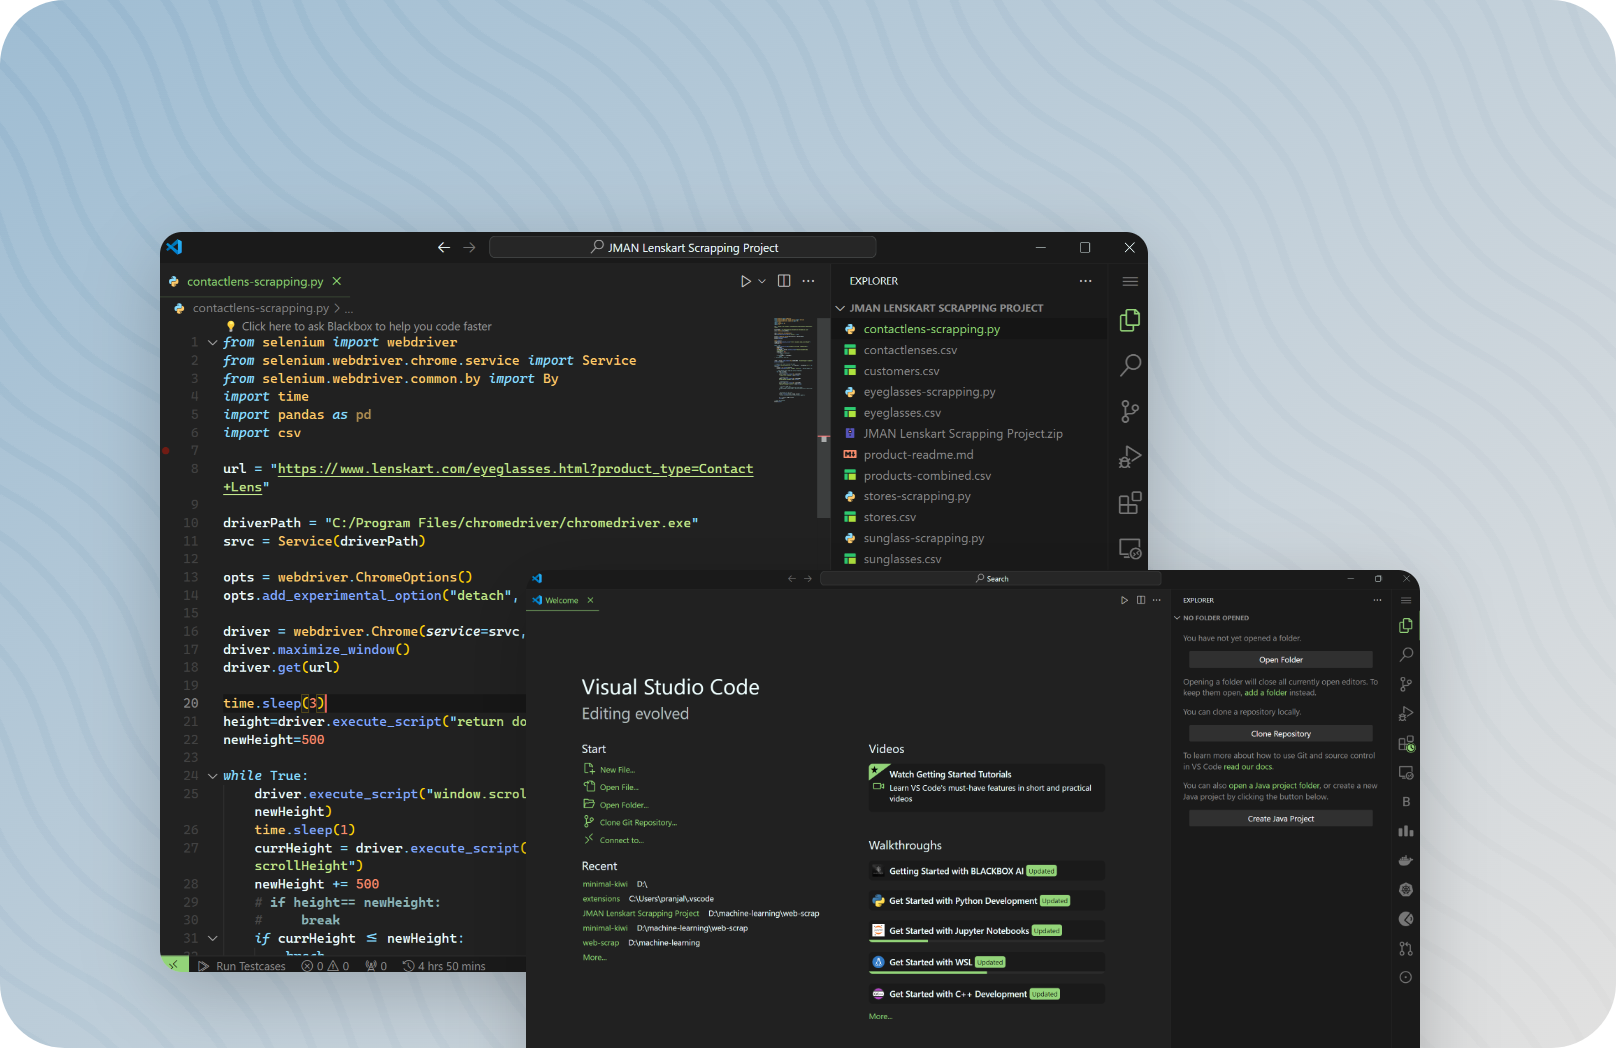 JMAN Lenskart Scrapping Project
contactlens-scrapping.py
contactlens-scrapping.py > ...
Click here to ask Blackbox to help you code faster
1 from selenium import webdriver
2 from selenium.webdriver.chrome.service import Service
3 from selenium.webdriver.common.by import By
4 import time
5 import pandas as pd
6 import csv
7
8 url = "https://www.lenskart.com/eyeglasses.html?product_type=Contact
+Lens"
9
10 driverPath = "C:/Program Files/chromedriver/chromedriver.exe"
11 srvc = Service(driverPath)
12
13 opts = webdriver.ChromeOptions()
14 opts.add_experimental_option("detach",
15
16 driver = webdriver.Chrome(service=srvc,
17 driver.maximize_window()
18 driver.get(url)
19
20 time.sleep(3)
21 height=driver.execute_script("return do
22 newHeight=500
23
24 while True:
25 driver.execute_script("window.scrol
newHeight)
26 time.sleep(1)
27 currHeight = driver.execute_script(
scrollHeight")
28 newHeight += 500
29 # if height== newHeight:
30 # break
31 if currHeight ≤ newHeight:
break
Run Testcases 0 0 0 4 hrs 50 mins
EXPLORER
JMAN LENSKART SCRAPPING PROJECT
contactlens-scrapping.py
contactlenses.csv
customers.csv
eyeglasses-scrapping.py
eyeglasses.csv
JMAN Lenskart Scrapping Project.zip
product-readme.md
products-combined.csv
stores-scrapping.py
stores.csv
sunglass-scrapping.py
sunglasses.csv
Search
Welcome
Visual Studio Code
Editing evolved
Start
New File...
Open File...
Open Folder...
Clone Git Repository...
Connect to...
Recent
minimal-kiwi D:\
extensions C:\Users\pranjal\.vscode
JMAN Lenskart Scrapping Project D:\machine-learning\web-scrap
minimal-kiwi D:\machine-learning\web-scrap
web-scrap D:\machine-learning
More...
Videos
Watch Getting Started Tutorials
Learn VS Code's must-have features in short and practical
videos
Walkthroughs
Getting Started with BLACKBOX AI Updated
Get Started with Python Development Updated
Get Started with Jupyter Notebooks Updated
Get Started with WSL Updated
Get Started with C++ Development Updated
More...
EXPLORER
NO FOLDER OPENED
You have not yet opened a folder.
Open Folder
Opening a folder will close all currently open editors. To
keep them open, add a folder instead.
You can clone a repository locally.
Clone Repository
To learn more about how to use Git and source control
in VS Code read our docs.
You can also open a Java project folder, or create a new
Java project by clicking the button below.
Create Java Project
B